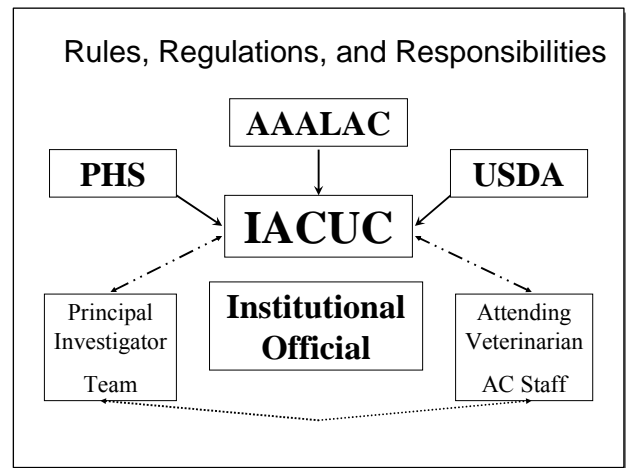 Rules, Regulations, and Responsibilities
AAALAC
PHS
USDA
IACUC
Principal
Investigator
Team
Institutional
Official
Attending
Veterinarian
AC Staff